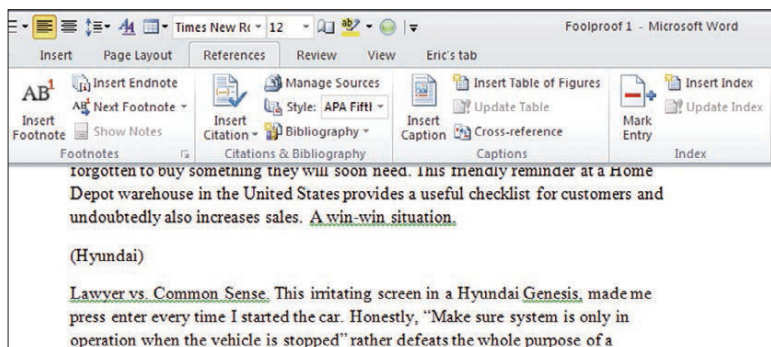 Times New Ro 12
Foolproof 1 - Microsoft Word
Insert Page Layout References Review View Eric's tab
AB1 Insert Footnote
Insert Endnote
AB1 Next Footnote
Show Notes
Footnotes
Insert Citation
Manage Sources
Style: APA Fifth
Bibliography
Citations & Bibliography
Insert Caption
Insert Table of Figures
Update Table
Cross-reference
Captions
Mark Entry
Insert Index
Update Index
Index
forgotten to buy something they will soon need. This friendly reminder at a Home
Depot warehouse in the United States provides a useful checklist for customers and
undoubtedly also increases sales. A win-win situation.
(Hyundai)
Lawyer vs. Common Sense. This irritating screen in a Hyundai Genesis, made me
press enter every time I started the car. Honestly, “Make sure system is only in
operation when the vehicle is stopped” rather defeats the whole purpose of a